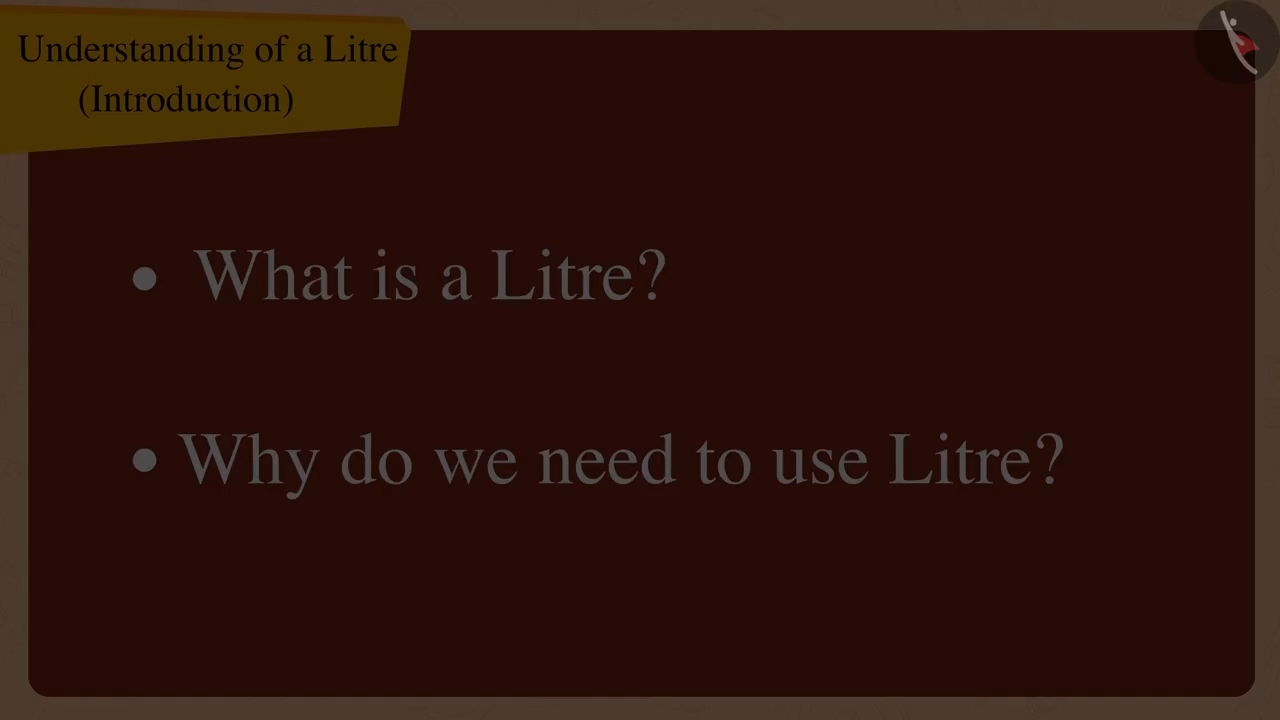 Understanding of a Litre
(Introduction)
• What is a Litre?
• Why do we need to use Litre?